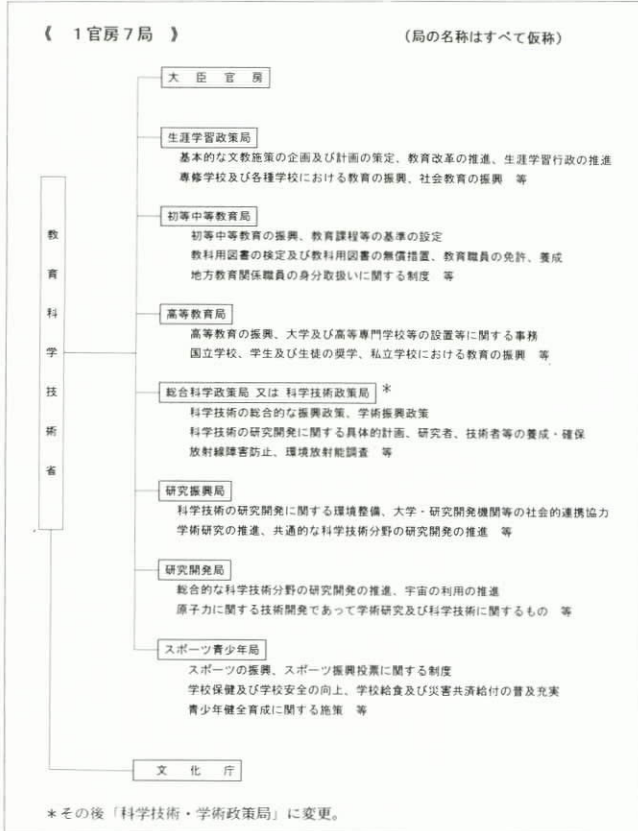 《 1官房7局 》
(局の名称はすべて仮称)
大臣官房
生涯学習政策局
基本的な文教施策の企画及び計画の策定、教育改革の推進、生涯学習行政の推進
専修学校及び各種学校における教育の振興、社会教育の振興 等
初等中等教育局
初等中等教育の振興、教育課程等の基準の設定
教科用図書の検定及び教科用図書の無償措置、教育職員の免許、養成
地方教育関係職員の身分取扱いに関する制度 等
教育科学技術省
高等教育局
高等教育の振興、大学及び高等専門学校等の設置等に関する事務
国立学校、学生及び生徒の奨学、私立学校における教育の振興 等
総合科学政策局 又は 科学技術政策局 *
科学技術の総合的な振興政策、学術振興政策
科学技術の研究開発に関する具体的計画、研究者、技術者等の養成・確保
放射線障害防止、環境放射能調査 等
研究振興局
科学技術の研究開発に関する環境整備、大学・研究開発機関等の社会的連携協力
学術研究の推進、共通的な科学技術分野の研究開発の推進 等
研究開発局
総合的な科学技術分野の研究開発の推進、宇宙の利用の推進
原子力に関する技術開発であって学術研究及び科学技術に関するもの 等
スポーツ青少年局
スポーツの振興、スポーツ振興投票に関する制度
学校保健及び学校安全の向上、学校給食及び災害共済給付の普及充実
青少年健全育成に関する施策 等
文化庁
*その後「科学技術・学術政策局」に変更。